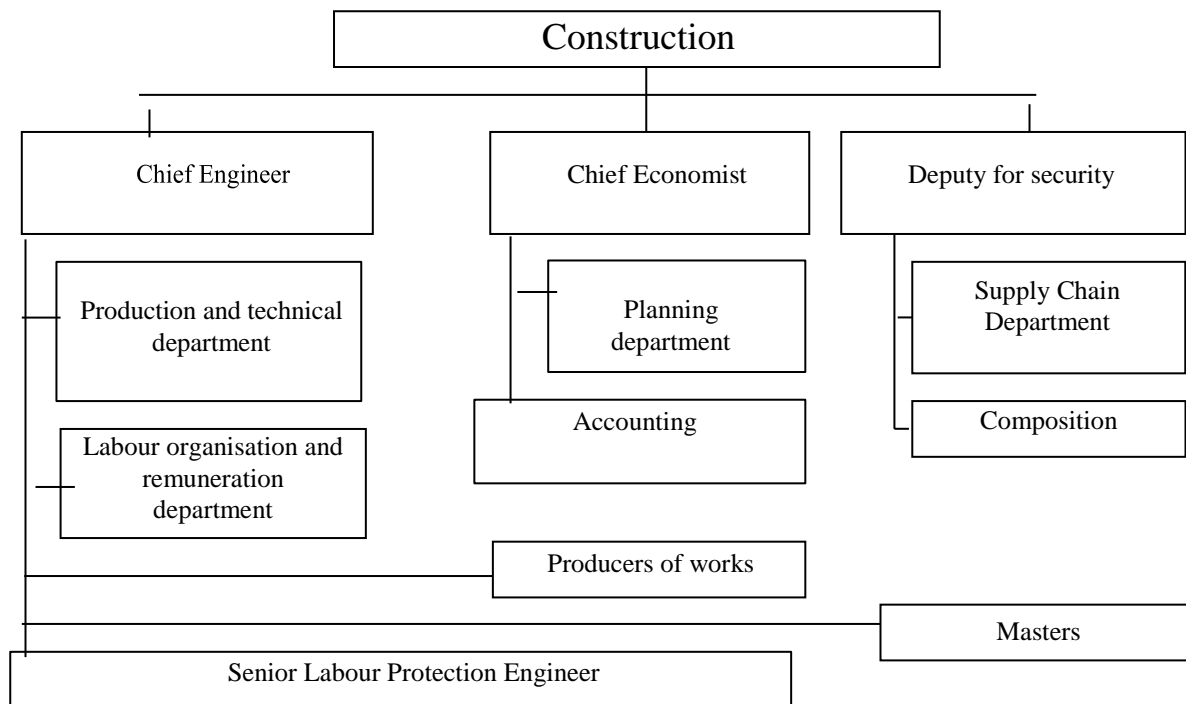 Construction
Chief Engineer
Chief Economist
Deputy for security
Production and technical
department
Planning
department
Supply Chain
Department
Labour organisation and
remuneration
department
Accounting
Composition
Producers of works
Masters
Senior Labour Protection Engineer